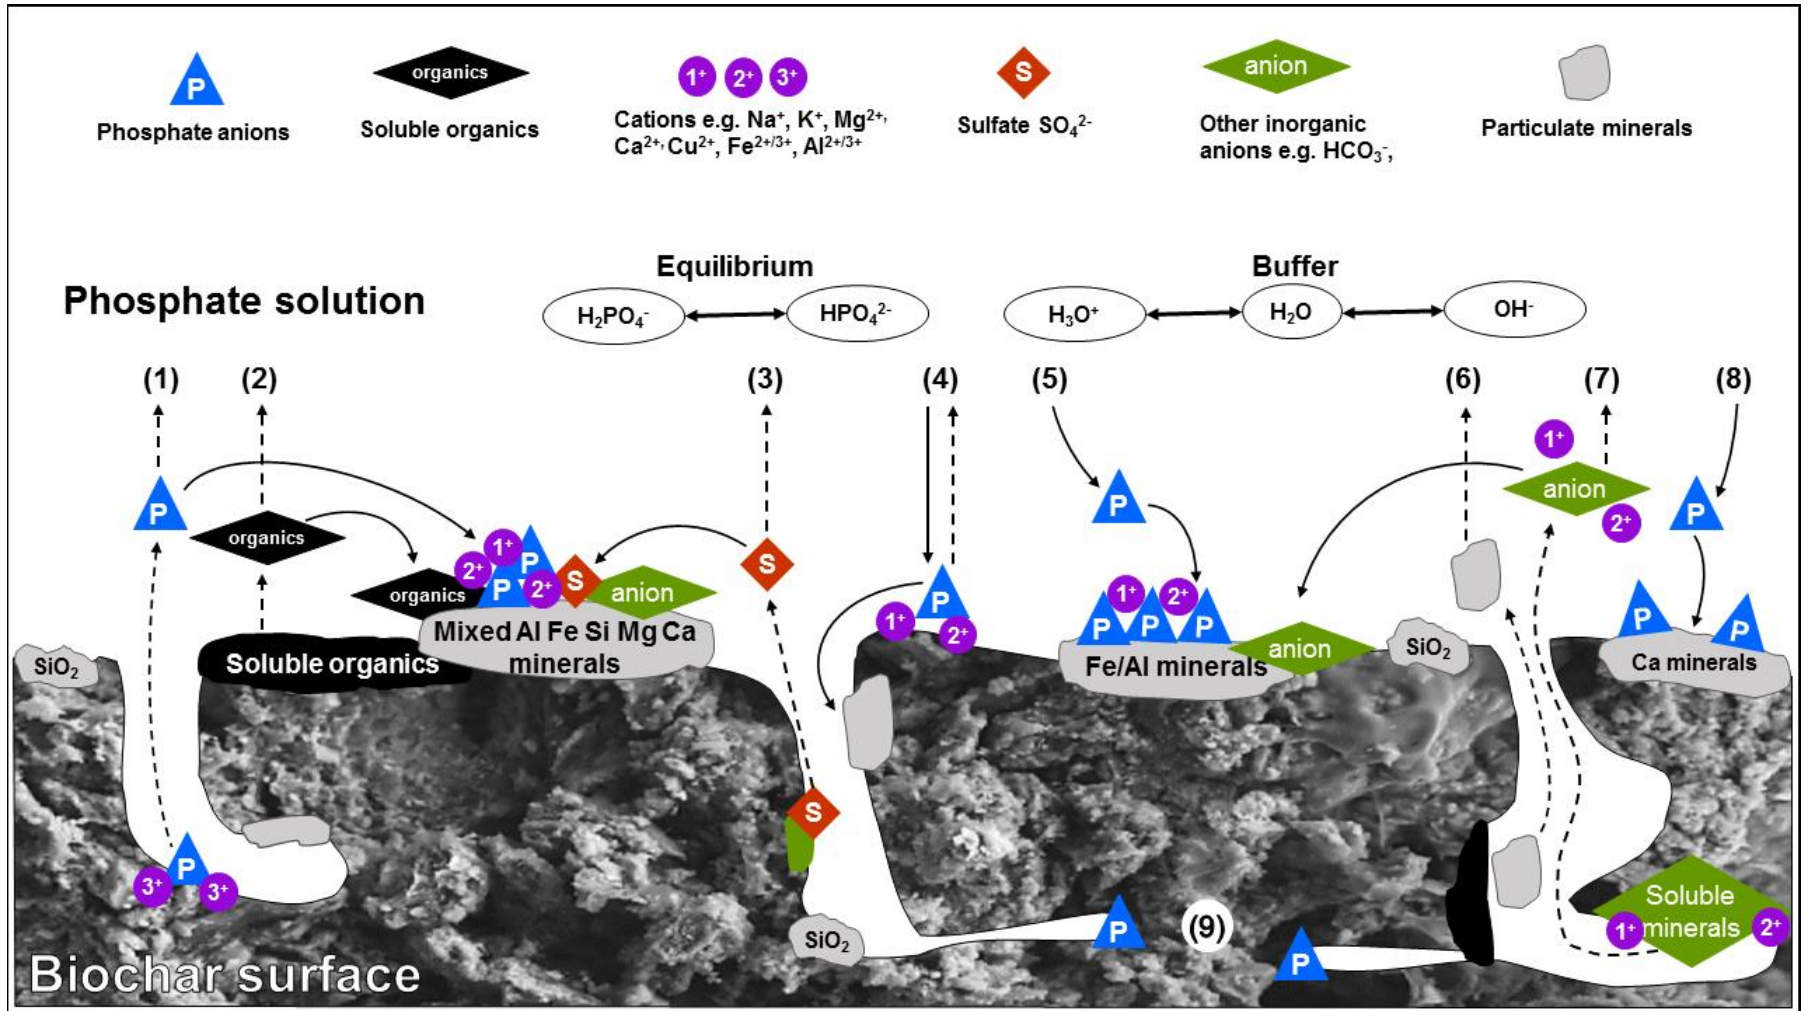 P
organics
1⁺ 2⁺ 3⁺
S
anion
Phosphate anions
Soluble organics
Cations e.g. Na⁺, K⁺, Mg²⁺,
Ca²⁺, Cu²⁺, Fe²⁺/³⁺, Al²⁺/³⁺
Sulfate SO₄²⁻
Other inorganic
anions e.g. HCO₃⁻,
Particulate minerals
Equilibrium
Buffer
Phosphate solution
H₂PO₄⁻
HPO₄²⁻
H₃O⁺
H₂O
OH⁻
(1)
(2)
(3)
(4)
(5)
(6)
(7)
(8)
1⁺
anion
2⁺
P
P
P
organics
1⁺
P
2⁺
S
S
organics
P
2⁺
anion
P
1⁺
2⁺
1⁺
2⁺
P
P
P
P
P
Mixed Al Fe Si Mg Ca
minerals
SiO₂
Soluble organics
Fe/Al minerals
anion
SiO₂
Ca minerals
S
P
3⁺
3⁺
Soluble
minerals
1⁺
2⁺
SiO₂
P
(9)
P
Biochar surface